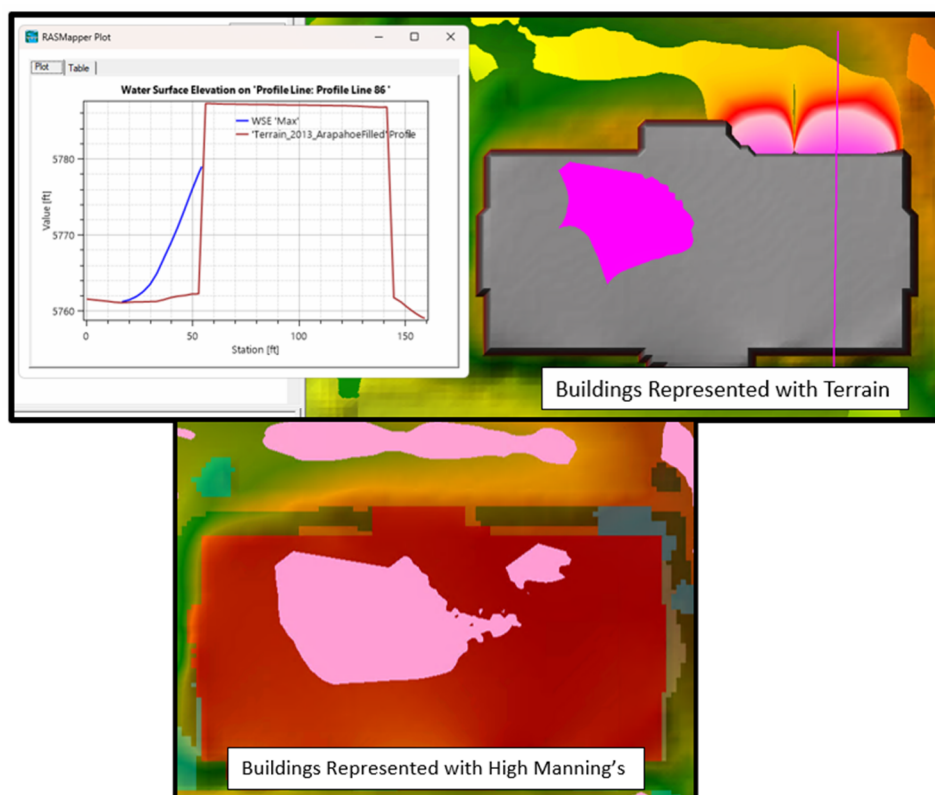 RASMapper Plot
Plot
Table
Water Surface Elevation on 'Profile Line: Profile Line 86 '
WSE 'Max'
'Terrain_2013_ArapahoeFilled' Profile
Value [ft]
5780
5770
5760
0
50
100
150
Station [ft]
Buildings Represented with Terrain
Buildings Represented with High Manning's